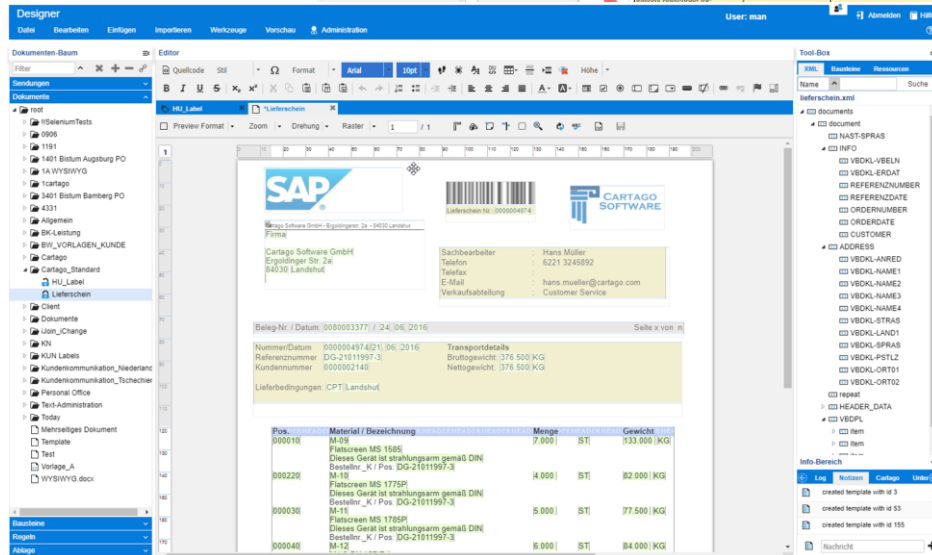 Designer
User: man
Abmelden
Datei Bearbeiten Einfügen Importieren Werkzeuge Vorschau Administration
Dokumenten-Baum
Filter
Sendungen
Dokumente
root
!!SeleniumTests
0906
1191
1401 Bistum Augsburg PO
1A WYSIWYG
1cartago
3401 Bistum Bamberg PO
4331
Allgemein
BK-Leistung
BW_VORLAGEN_KUNDE
Cartago
Cartago_Standard
HU_Label
Lieferschein
Client
Dokumente
iJoin_iChange
KN
KUN Labels
Kundenkommunikation_Niederland
Kundenkommunikation_Tschechier
Personal Office
Text-Administration
Today
Mehrseitiges Dokument
Template
Test
Vorlage_A
WYSIWYG.docx
Bausteine
Regeln
Ablage
Editor
Quellcode Stil Format Arial 10pt Höhe
HU_Label *Lieferschein
Preview Format Zoom Drehung Raster 1 / 1
SAP
Lieferschein Nr.: 0000004974
CARTAGO
SOFTWARE
Cartago Software GmbH - Ergoldingerstr. 2a - 84030 Landshut
Firma
Cartago Software GmbH
Ergoldinger Str. 2a
84030 Landshut
Sachbearbeiter : Hans Müller
Telefon : 6221 3245892
Telefax :
E-Mail : hans.mueller@cartago.com
Verkaufsabteilung : Customer Service
Beleg-Nr. / Datum: 0080003377 / 24. 06. 2016 Seite x von n
Nummer/Datum 0000004974/21. 06. 2016 Transportdetails
Referenznummer DG-21011997-3 Bruttogewicht: 376.500 KG
Kundennummer 0000002140 Nettogewicht: 376.500 KG
Lieferbedingungen: CPT Landshut
Pos. Material / Bezeichnung Menge Gewicht
000010 M-09 7.000 ST 133.000 KG
Flatscreen MS 1585
Dieses Gerät ist strahlungsarm gemäß DIN
Bestellnr._K / Pos: DG-21011997-3
000220 M-10 4.000 ST 82.000 KG
Flatscreen MS 1775P
Dieses Gerät ist strahlungsarm gemäß DIN
Bestellnr._K / Pos: DG-21011997-3
000030 M-11 5.000 ST 77.500 KG
Flatscreen MS 1785P
Dieses Gerät ist strahlungsarm gemäß DIN
Bestellnr._K / Pos: DG-21011997-3
000040 M-12 6.000 ST 84.000 KG
Tool-Box
XML Bausteine Ressourcen
Name Suche
lieferschein.xml
documents
document
NAST-SPRAS
INFO
VBDKL-VBELN
VBDKL-ERDAT
REFERENZNUMBER
REFERENZDATE
ORDERNUMBER
ORDERDATE
CUSTOMER
ADDRESS
VBDKL-ANRED
VBDKL-NAME1
VBDKL-NAME2
VBDKL-NAME3
VBDKL-NAME4
VBDKL-STRAS
VBDKL-LAND1
VBDKL-SPRAS
VBDKL-PSTLZ
VBDKL-ORT01
VBDKL-ORT02
repeat
HEADER_DATA
VBDPL
item
item
Info-Bereich
Log Notizen Cartago
created template with id 3
created template with id 53
created template with id 155
Nachricht